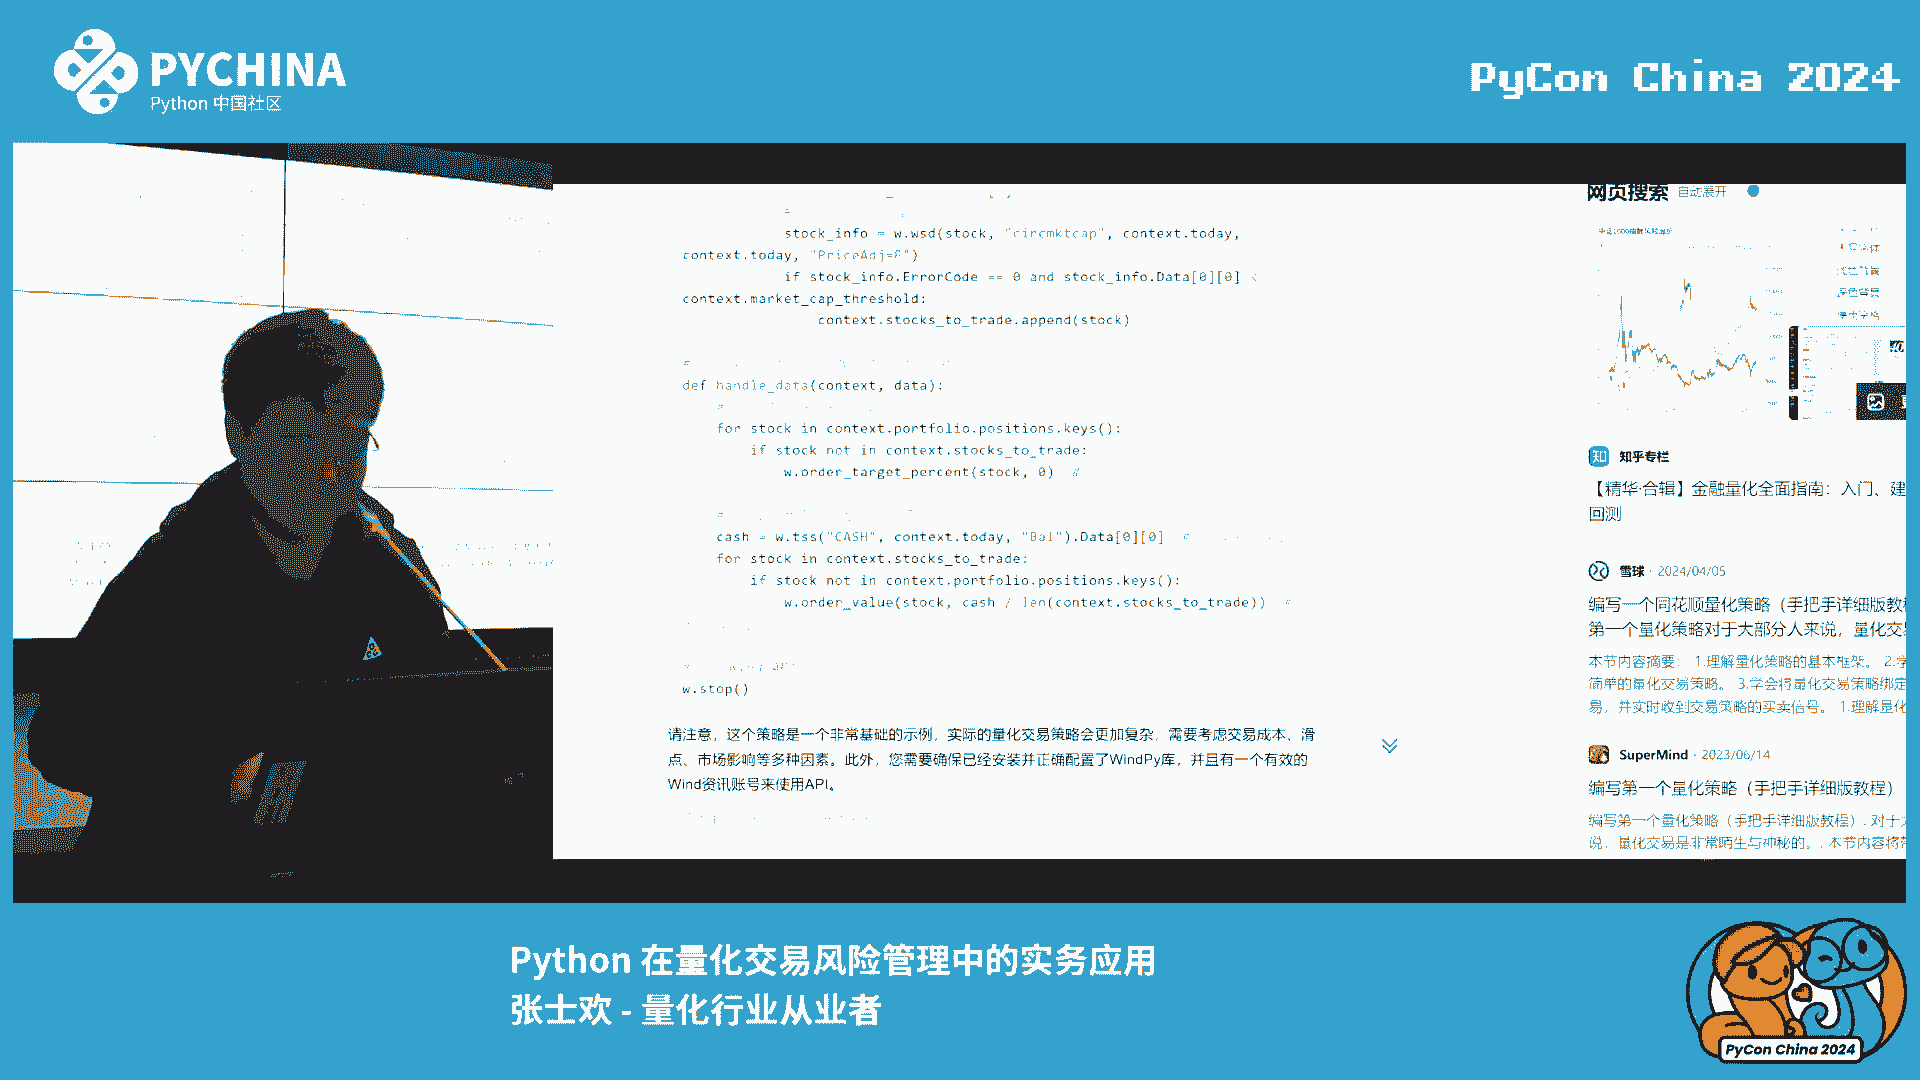 PYCHINA
Python 中国社区
PyCon China 2024
stock_info = w.wsd(stock, "circmktcap", context.today,
context.today, "PriceAdj=F")
if stock_info.ErrorCode == 0 and stock_info.Data[0][0] <
context.market_cap_threshold:
context.stocks_to_trade.append(stock)
def handle_data(context, data):
for stock in context.portfolio.positions.keys():
if stock not in context.stocks_to_trade:
w.order_target_percent(stock, 0) #
cash = w.tss("CASH", context.today, "Bal").Data[0][0] #
for stock in context.stocks_to_trade:
if stock not in context.portfolio.positions.keys():
w.order_value(stock, cash / len(context.stocks_to_trade)) #
w.stop()
请注意，这个策略是一个非常基础的示例，实际的量化交易策略会更加复杂，需要考虑交易成本、滑
点、市场影响等多种因素。此外，您需要确保已经安装并正确配置了WindPy库，并且有一个有效的
Wind资讯账号来使用API。
网页搜索 自动展开
知 知乎专栏
【精华·合辑】金融量化全面指南：入门、建
回测
雪球 · 2024/04/05
编写一个同花顺量化策略（手把手详细版教
第一个量化策略对于大部分人来说，量化交
本节内容摘要： 1.理解量化策略的基本框架。 2.学
简单的量化交易策略。 3.学会将量化交易策略绑定
易，并实时收到交易策略的买卖信号。 1.理解量化
SuperMind · 2023/06/14
编写第一个量化策略（手把手详细版教程）
编写第一个量化策略（手把手详细版教程）. 对于
说，量化交易是非常陌生与神秘的。. 本节内容将
Python 在量化交易风险管理中的实务应用
张士欢 - 量化行业从业者
PyCon China 2024